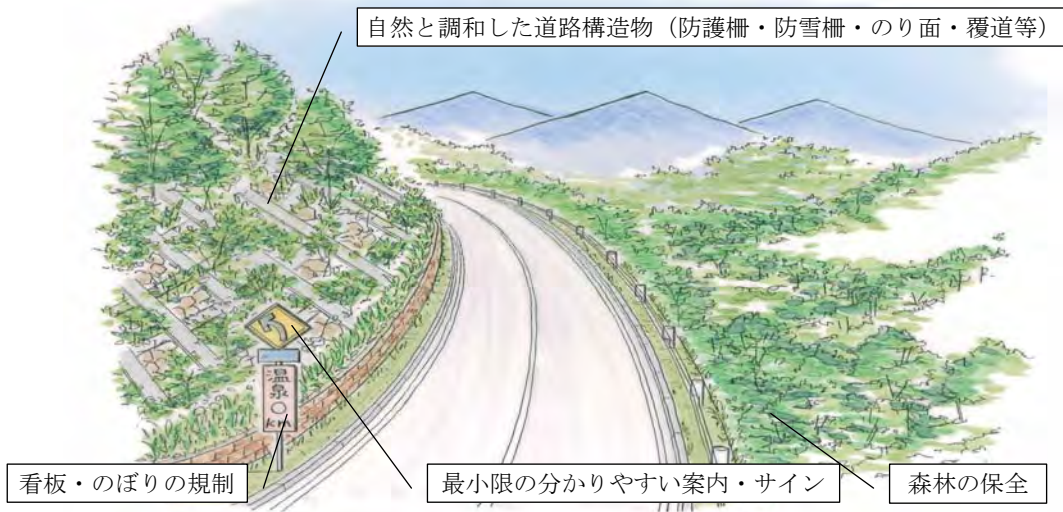 自然と調和した道路構造物（防護柵・防雪柵・のり面・覆道等）
温泉
〇
km
看板・のぼりの規制
最小限の分かりやすい案内・サイン
森林の保全